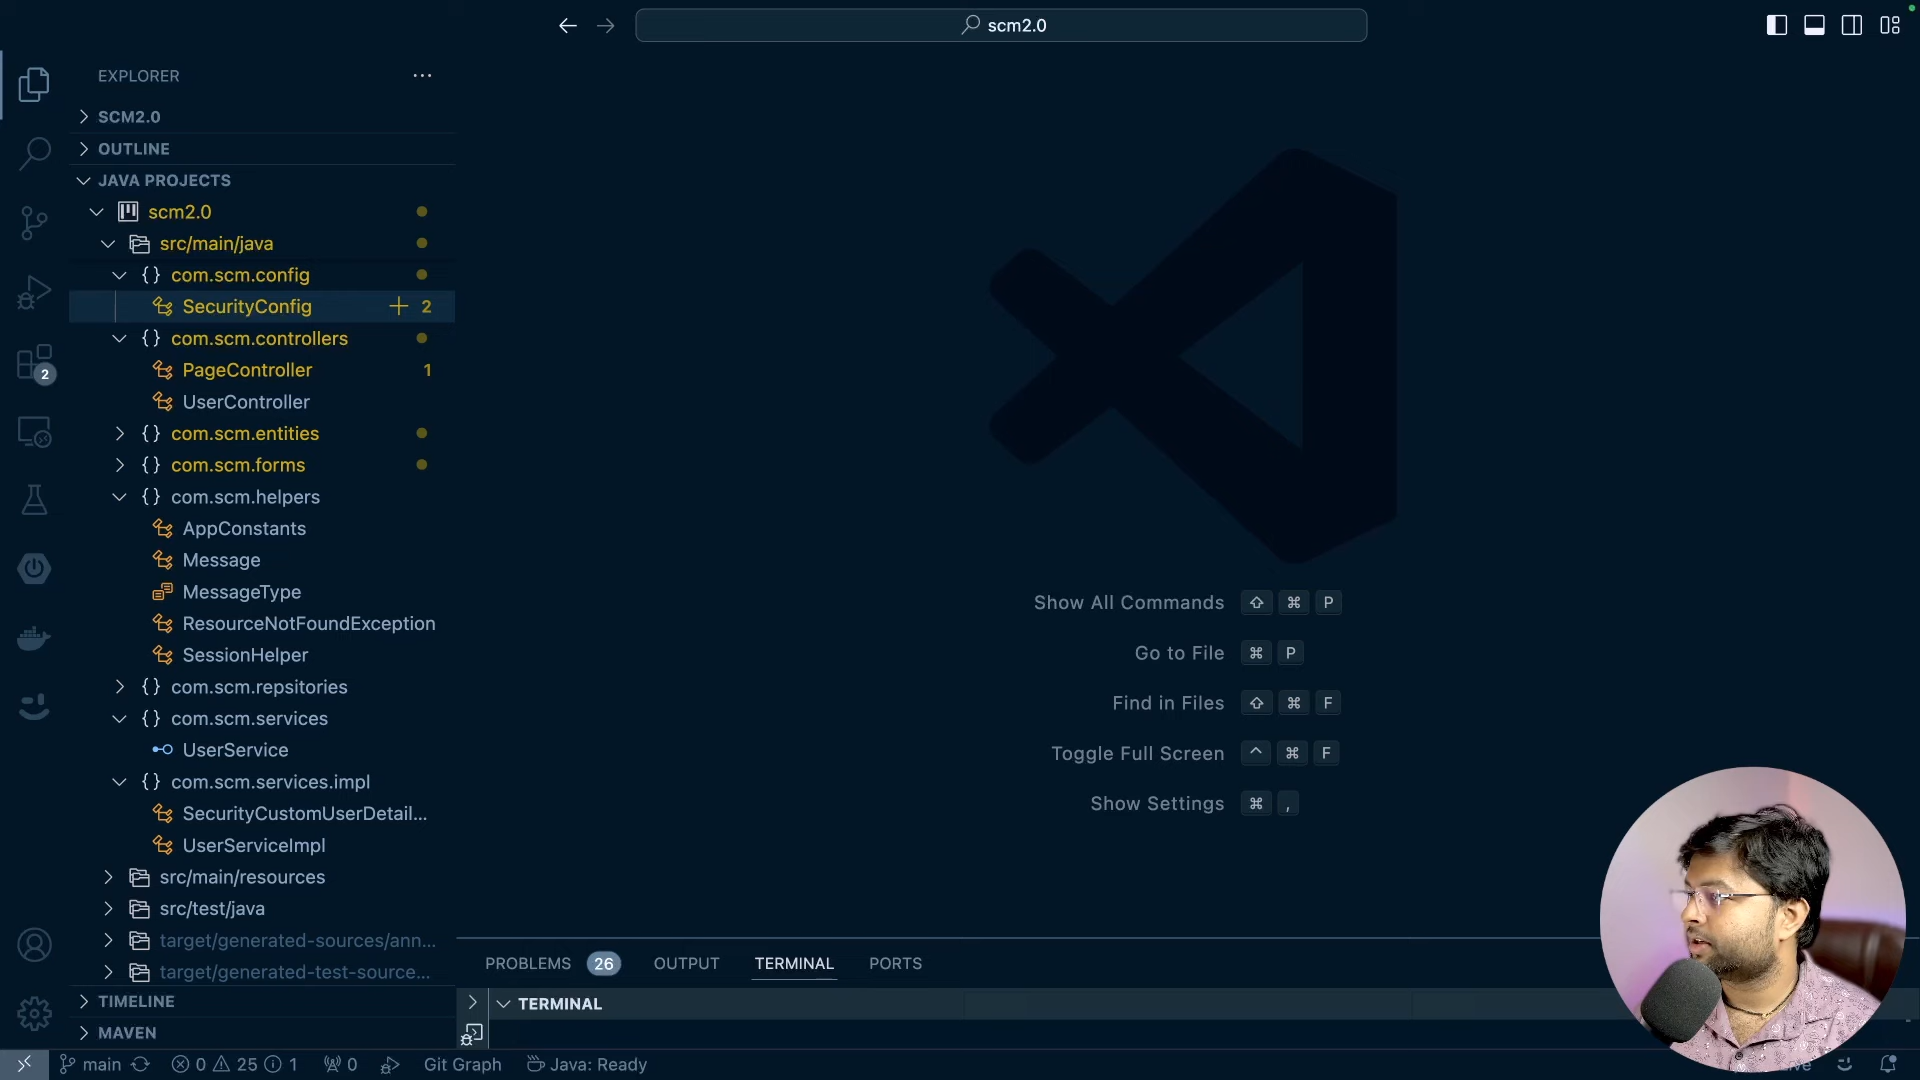 scm2.0
EXPLORER
SCM2.0
OUTLINE
JAVA PROJECTS
scm2.0
src/main/java
{} com.scm.config
SecurityConfig + 2
{} com.scm.controllers
PageController 1
UserController
{} com.scm.entities
{} com.scm.forms
{} com.scm.helpers
AppConstants
Message
MessageType
ResourceNotFoundException
SessionHelper
{} com.scm.repsitories
{} com.scm.services
UserService
{} com.scm.services.impl
SecurityCustomUserDetail...
UserServiceImpl
src/main/resources
src/test/java
target/generated-sources/ann...
target/generated-test-source...
TIMELINE
MAVEN
2
Show All Commands ⇧ ⌘ P
Go to File ⌘ P
Find in Files ⇧ ⌘ F
Toggle Full Screen ^ ⌘ F
Show Settings ⌘ ,
PROBLEMS 26 OUTPUT TERMINAL PORTS
TERMINAL
main 0 25 1 0 Git Graph Java: Ready